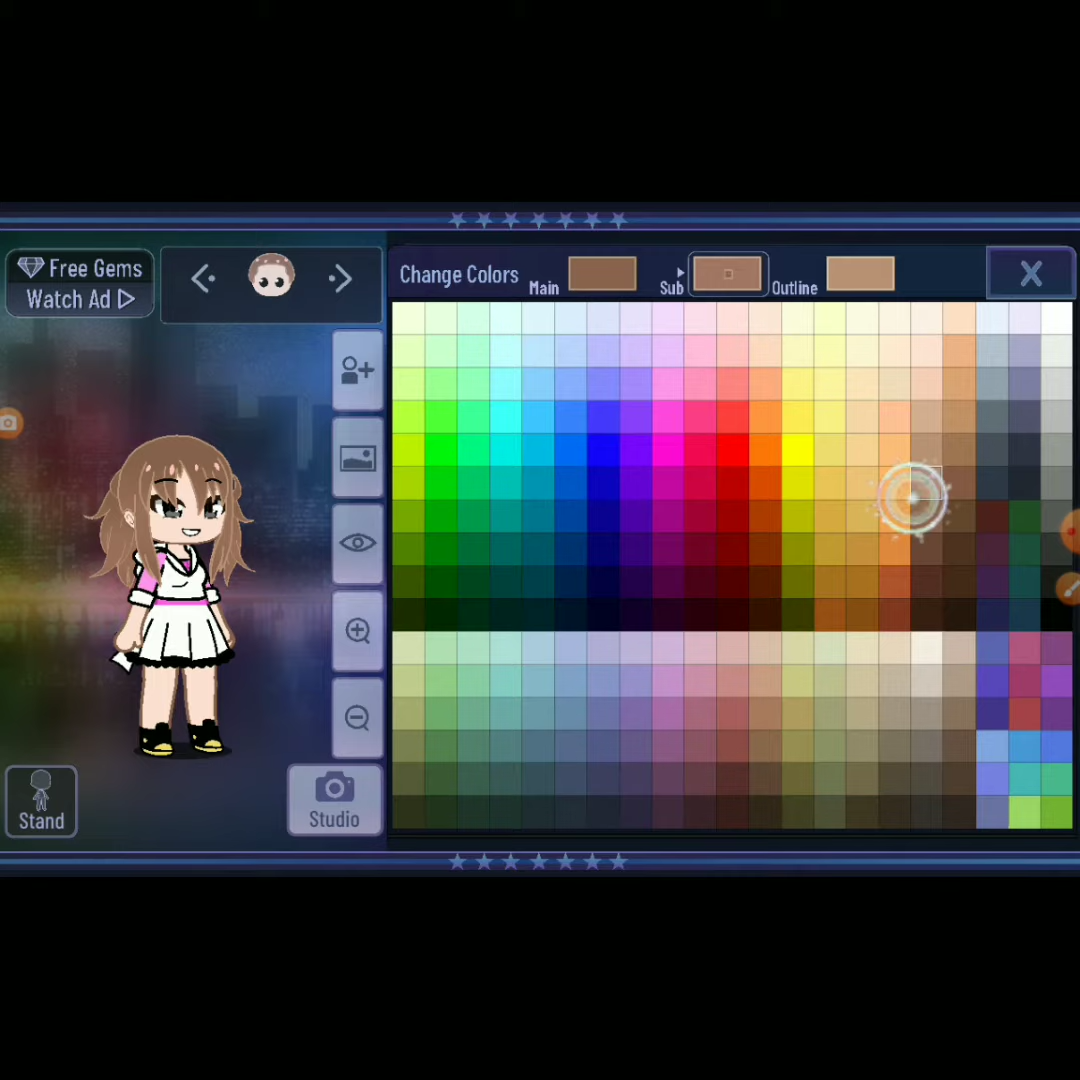 Free Gems
Watch Ad
Change Colors
Main
Sub
Outline
X
Stand
Studio